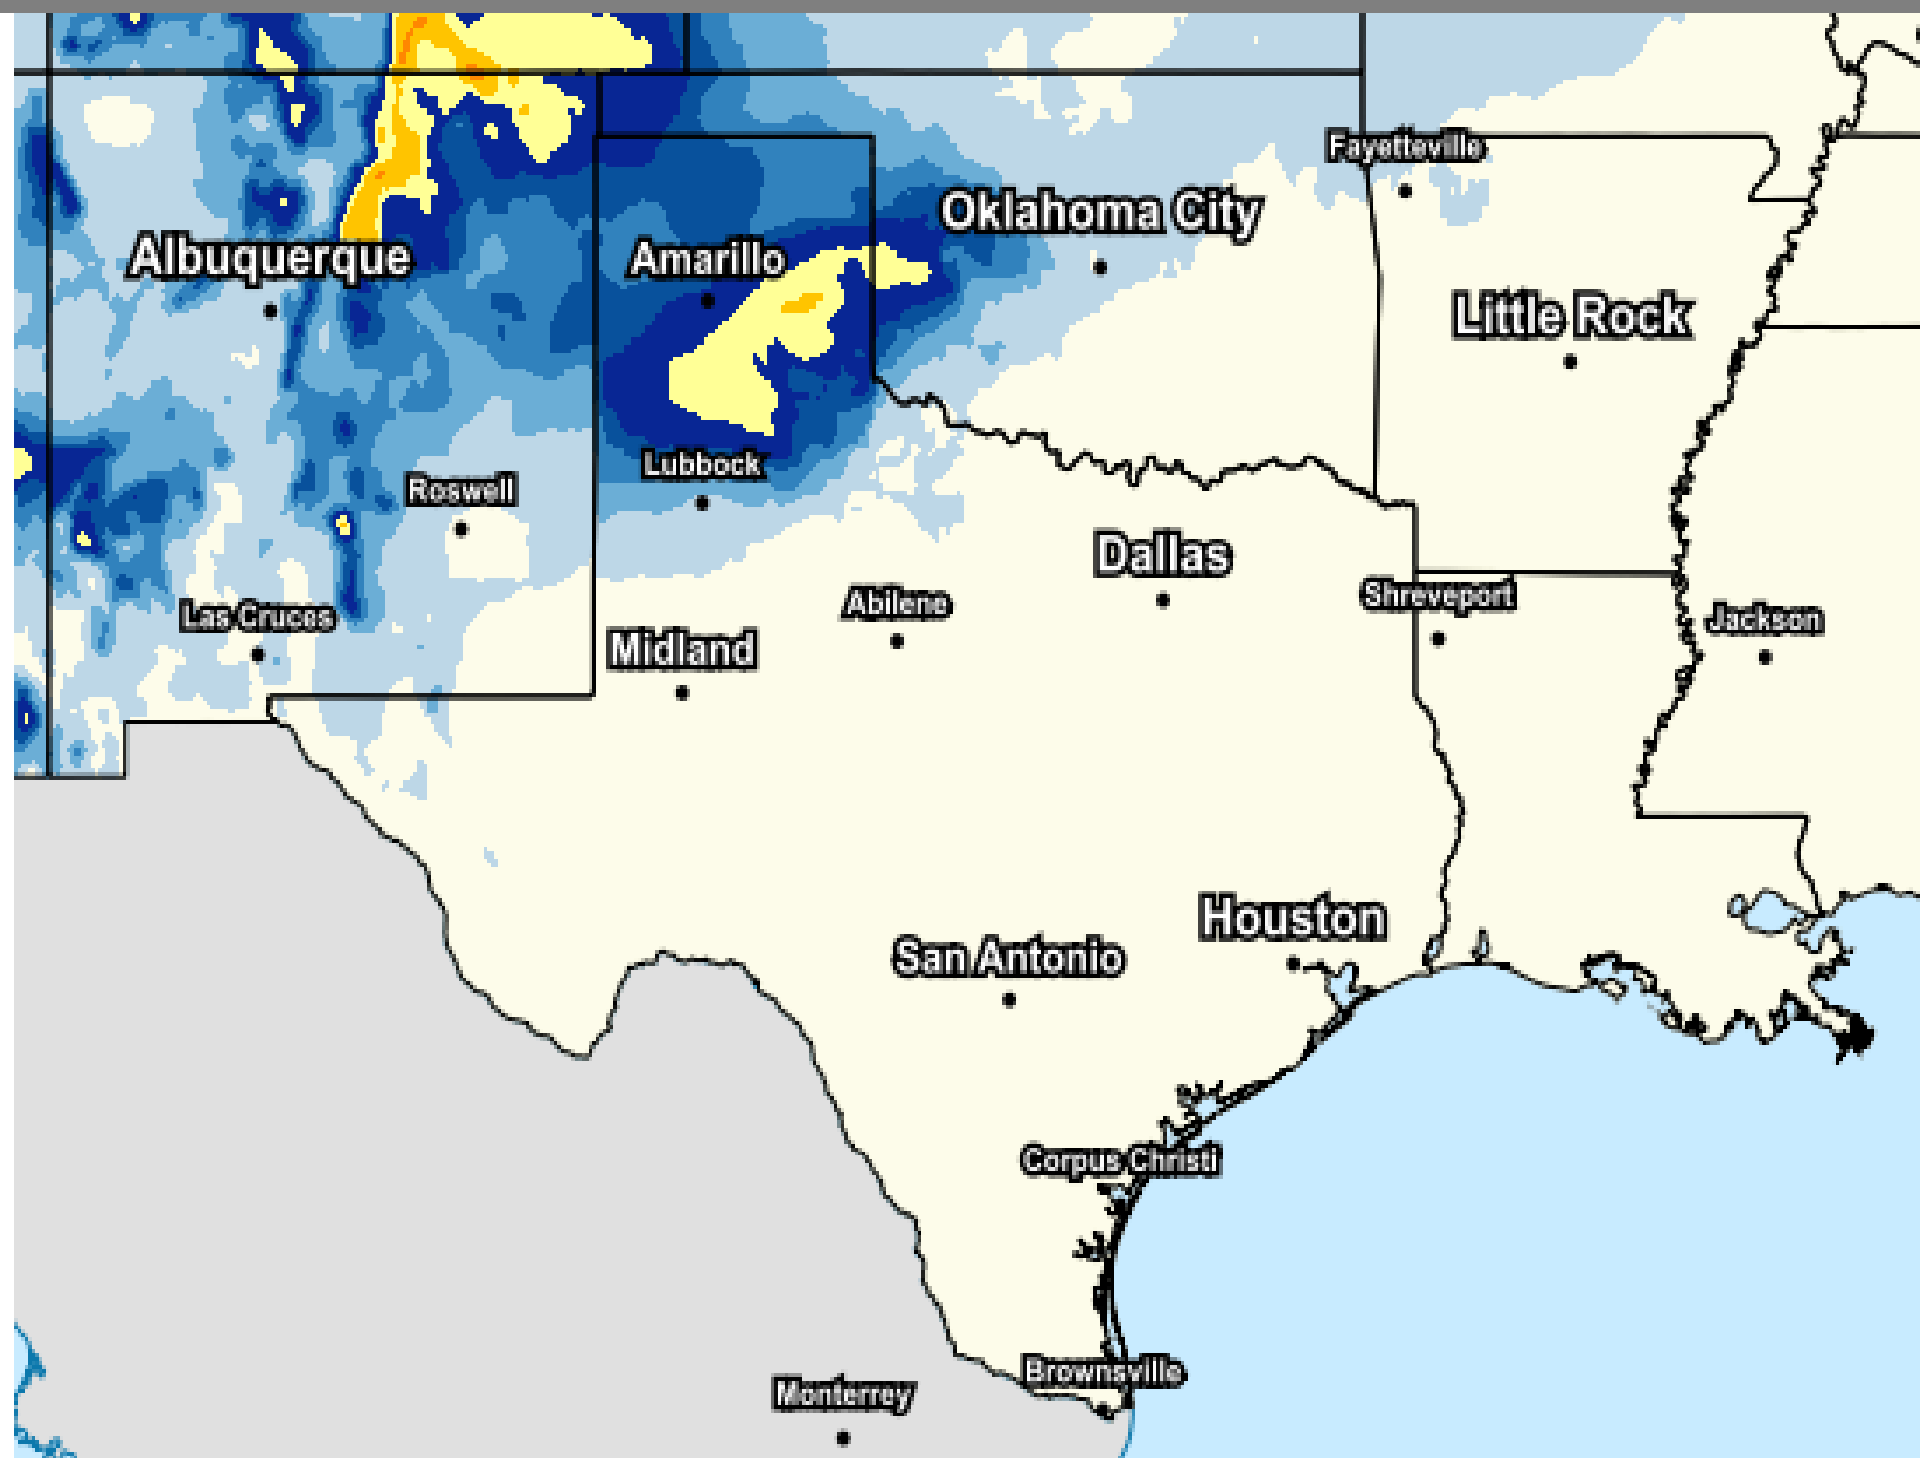 Fayetteville
Oklahoma City
Albuquerque
Amarillo
Little Rock
Lubbock
Roswell
Dallas
Abilene
Shreveport
Las Cruces
Jackson
Midland
Houston
San Antonio
Corpus Christi
Brownsville
Monterrey